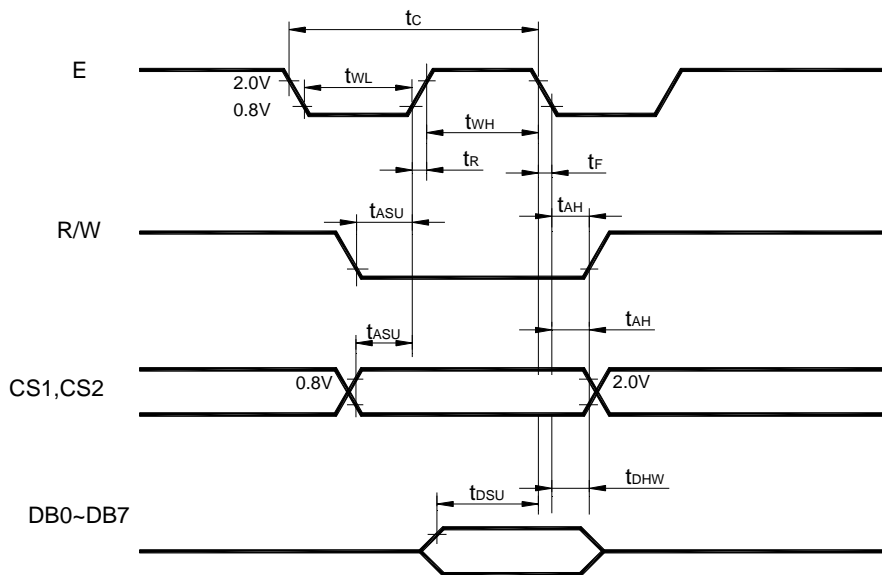 tC
E
2.0V
tWL
0.8V
tWH
tR
tF
tASU
tAH
R/W
tASU
tAH
0.8V
2.0V
CS1,CS2
tDSU
tDHW
DB0~DB7